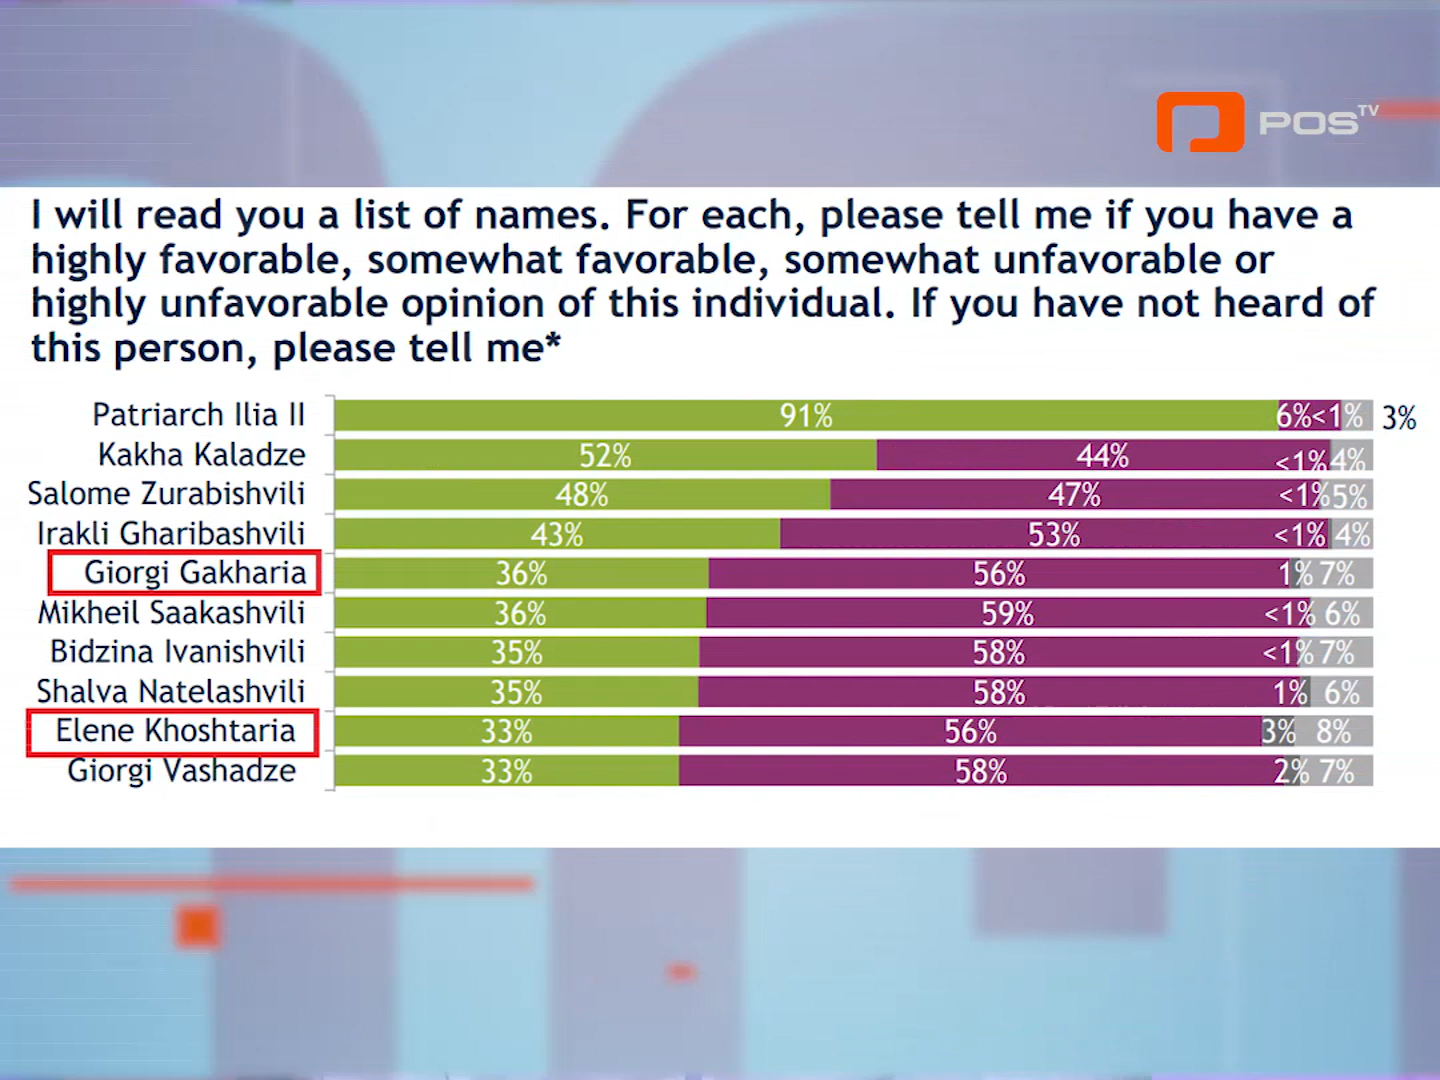 POS TV
I will read you a list of names. For each, please tell me if you have a
highly favorable, somewhat favorable, somewhat unfavorable or
highly unfavorable opinion of this individual. If you have not heard of
this person, please tell me*
Patriarch Ilia II 91% 6% <1% 3%
Kakha Kaladze 52% 44% <1% 4%
Salome Zurabishvili 48% 47% <1% 5%
Irakli Gharibashvili 43% 53% <1% 4%
Giorgi Gakharia 36% 56% 1% 7%
Mikheil Saakashvili 36% 59% <1% 6%
Bidzina Ivanishvili 35% 58% <1% 7%
Shalva Natelashvili 35% 58% 1% 6%
Elene Khoshtaria 33% 56% 3% 8%
Giorgi Vashadze 33% 58% 2% 7%